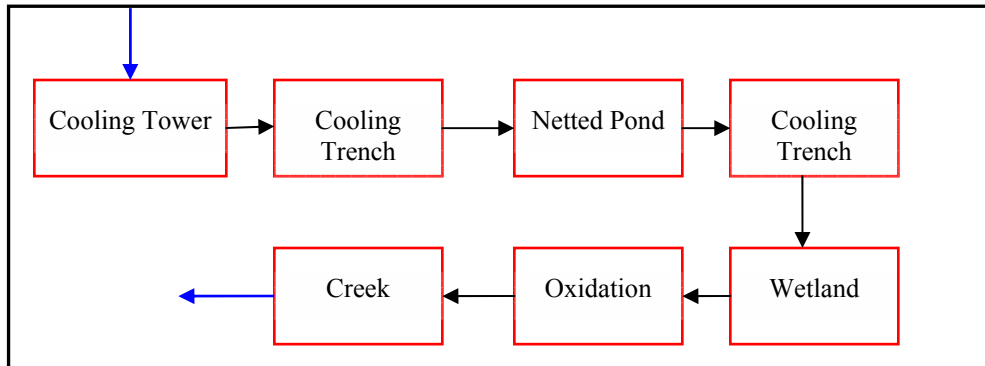 Cooling Tower
Cooling
Trench
Netted Pond
Cooling
Trench
Creek
Oxidation
Wetland